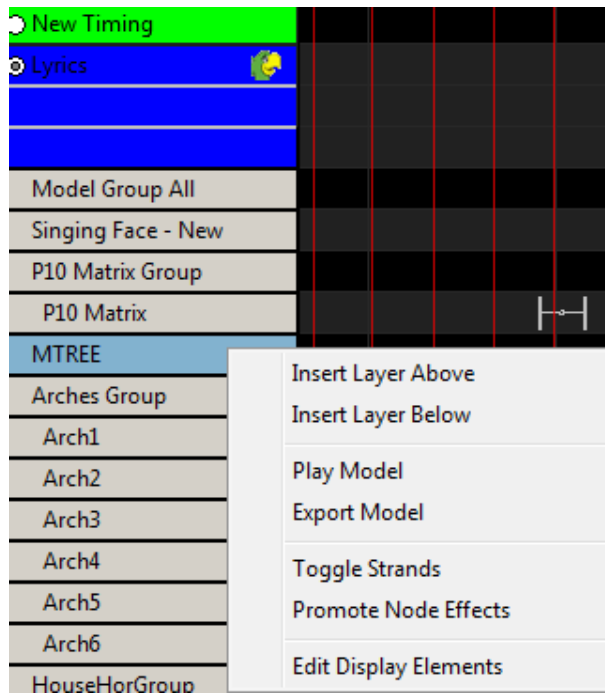 New Timing
Lyrics
Model Group All
Singing Face - New
P10 Matrix Group
P10 Matrix
MTREE
Arches Group
Arch1
Arch2
Arch3
Arch4
Arch5
Arch6
HouseHorGroup
Insert Layer Above
Insert Layer Below
Play Model
Export Model
Toggle Strands
Promote Node Effects
Edit Display Elements